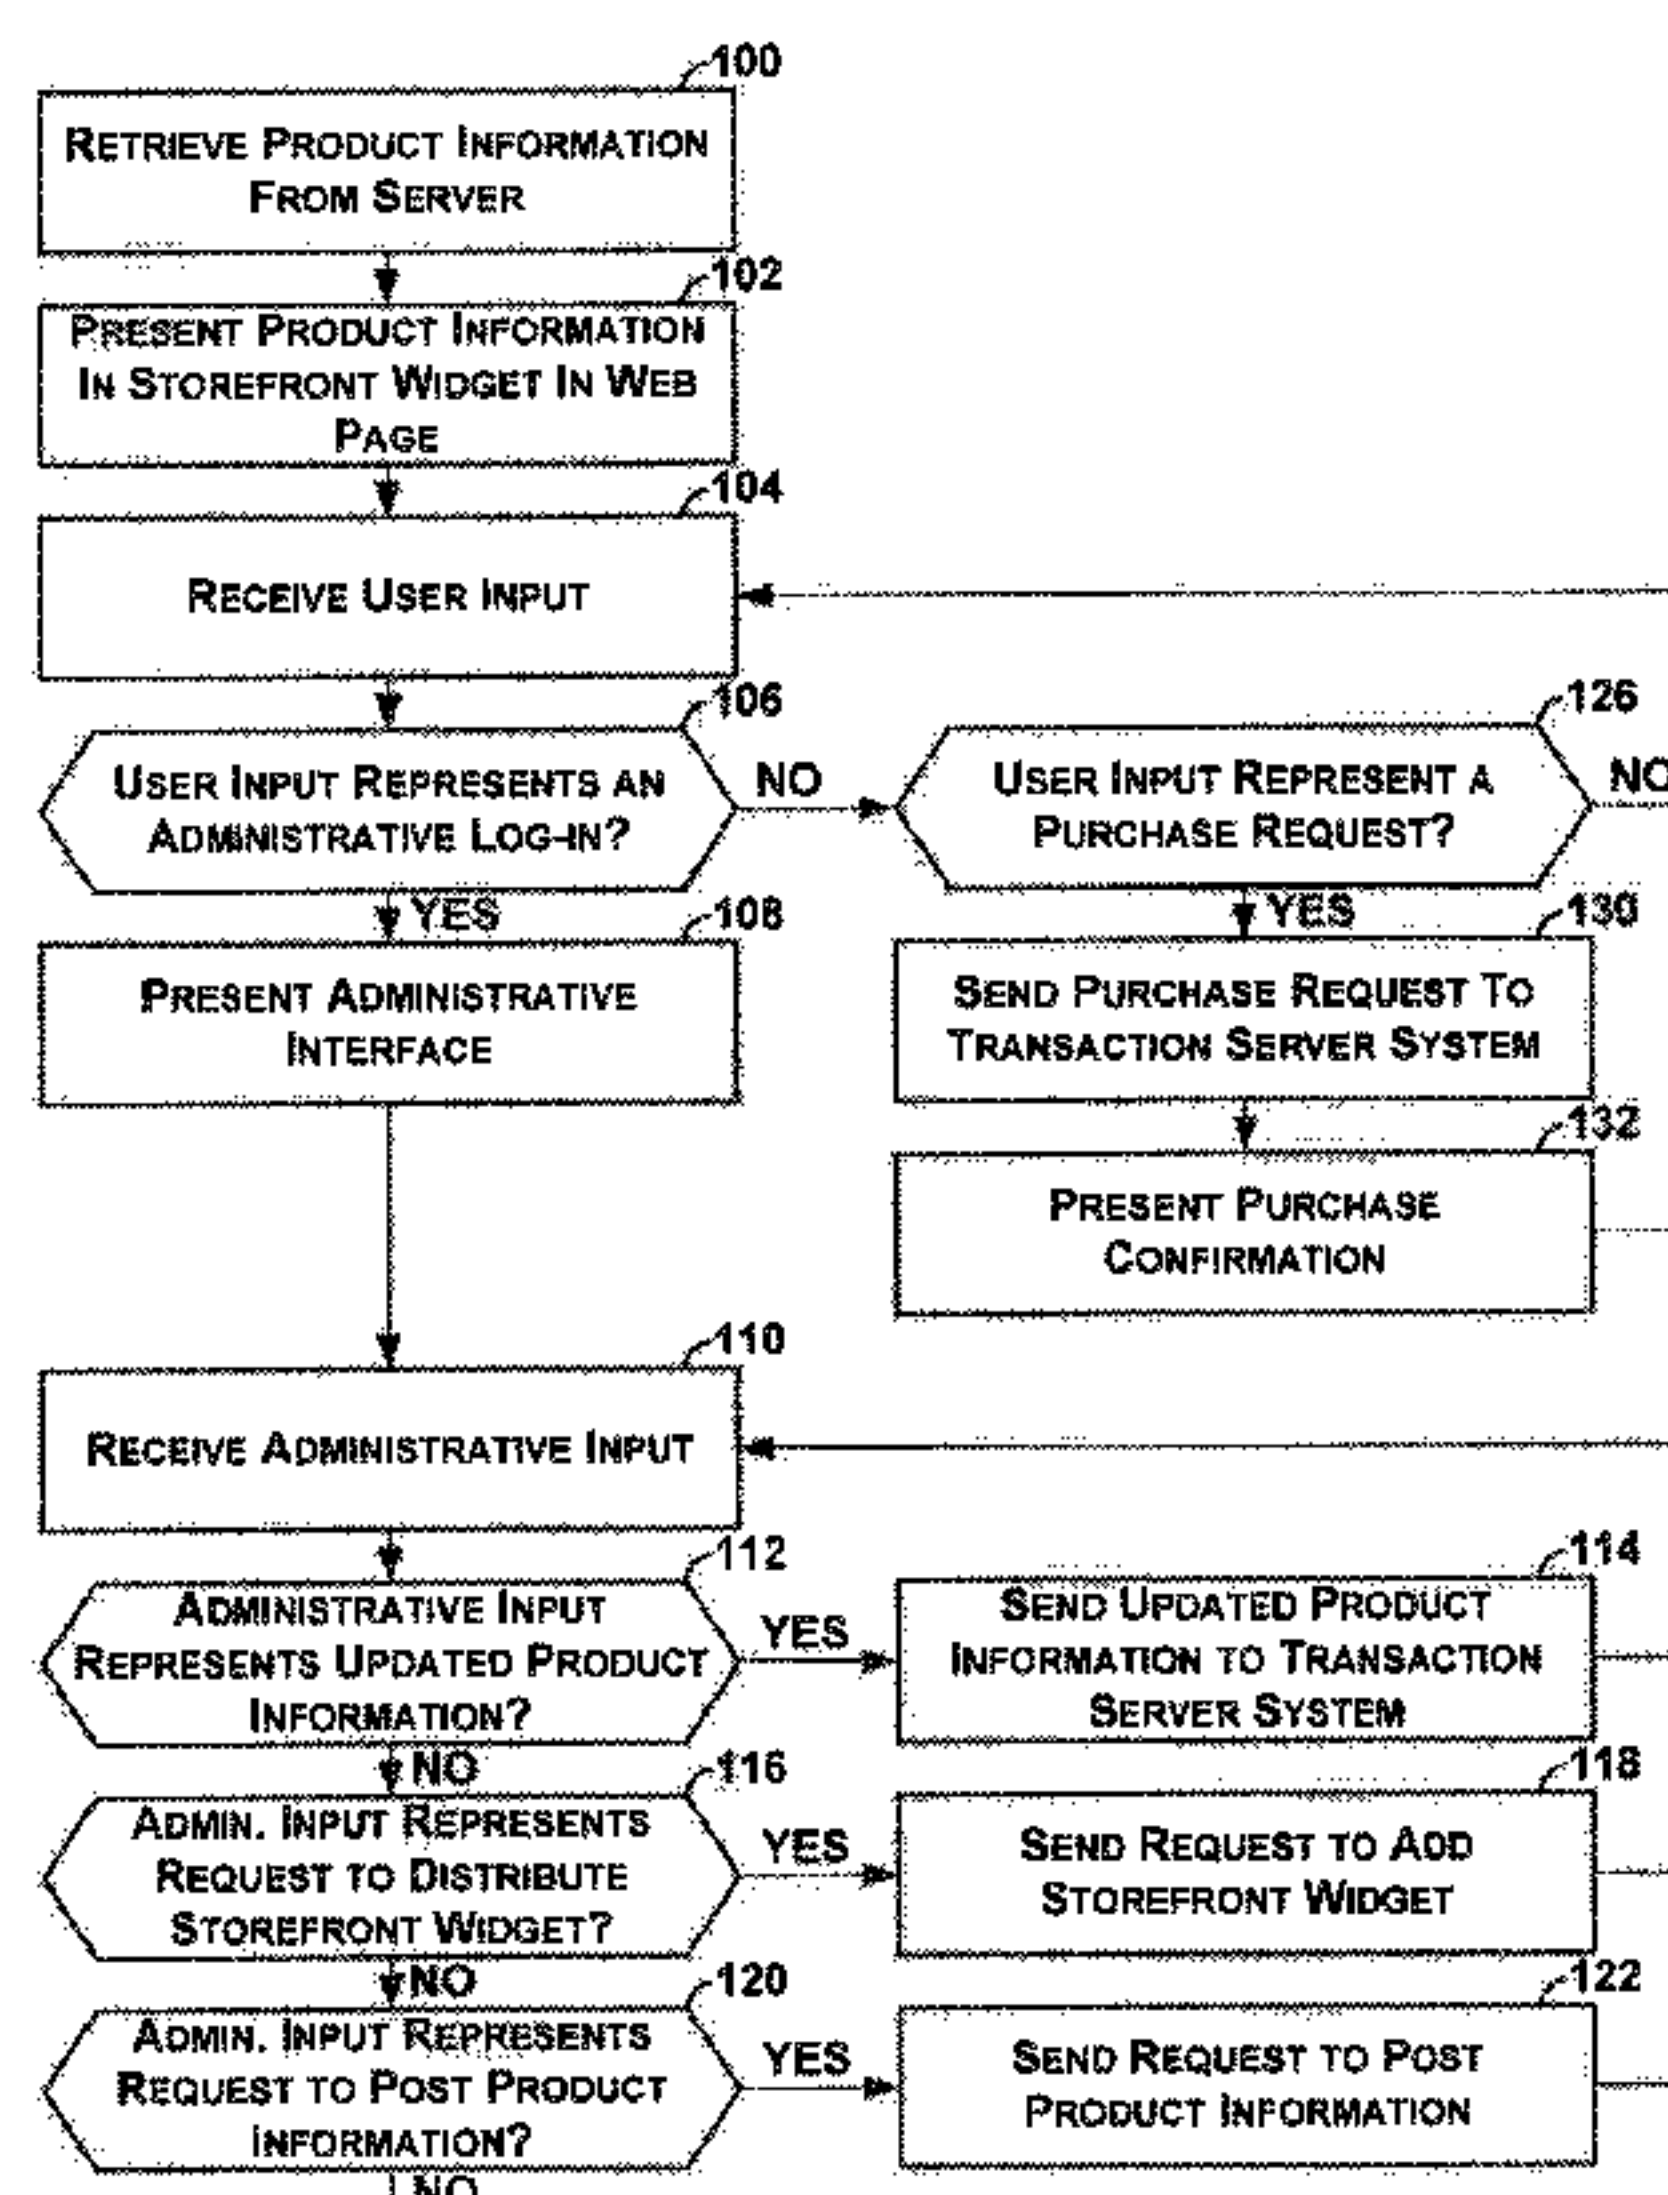 100
RETRIEVE PRODUCT INFORMATION
FROM SERVER
102
PRESENT PRODUCT INFORMATION
IN STOREFRONT WIDGET IN WEB
PAGE
104
RECEIVE USER INPUT
106
USER INPUT REPRESENTS AN
ADMINISTRATIVE LOG-IN?
NO
126
USER INPUT REPRESENT A
PURCHASE REQUEST?
NO
YES
108
PRESENT ADMINISTRATIVE
INTERFACE
YES
130
SEND PURCHASE REQUEST TO
TRANSACTION SERVER SYSTEM
132
PRESENT PURCHASE
CONFIRMATION
110
RECEIVE ADMINISTRATIVE INPUT
112
ADMINISTRATIVE INPUT
REPRESENTS UPDATED PRODUCT
INFORMATION?
YES
114
SEND UPDATED PRODUCT
INFORMATION TO TRANSACTION
SERVER SYSTEM
NO
116
ADMIN. INPUT REPRESENTS
REQUEST TO DISTRIBUTE
STOREFRONT WIDGET?
YES
118
SEND REQUEST TO ADD
STOREFRONT WIDGET
NO
120
ADMIN. INPUT REPRESENTS
REQUEST TO POST PRODUCT
INFORMATION?
YES
122
SEND REQUEST TO POST
PRODUCT INFORMATION
NO